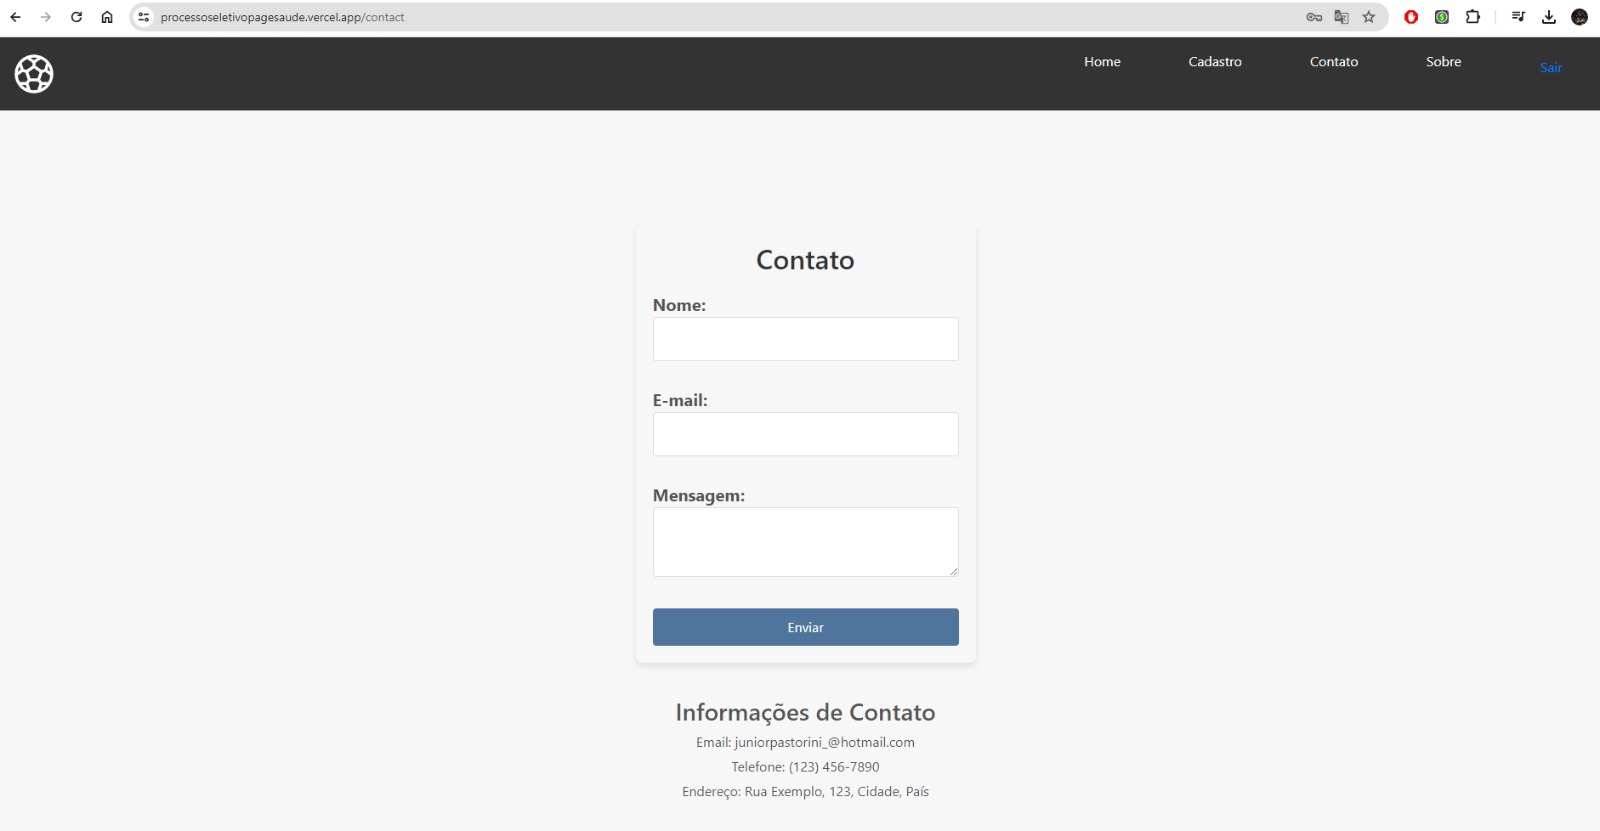 processoseletivopagesaude.vercel.app/contact
Home Cadastro Contato Sobre Sair
Contato
Nome:
E-mail:
Mensagem:
Enviar
Informações de Contato
Email: juniorpastorini_@hotmail.com
Telefone: (123) 456-7890
Endereço: Rua Exemplo, 123, Cidade, País